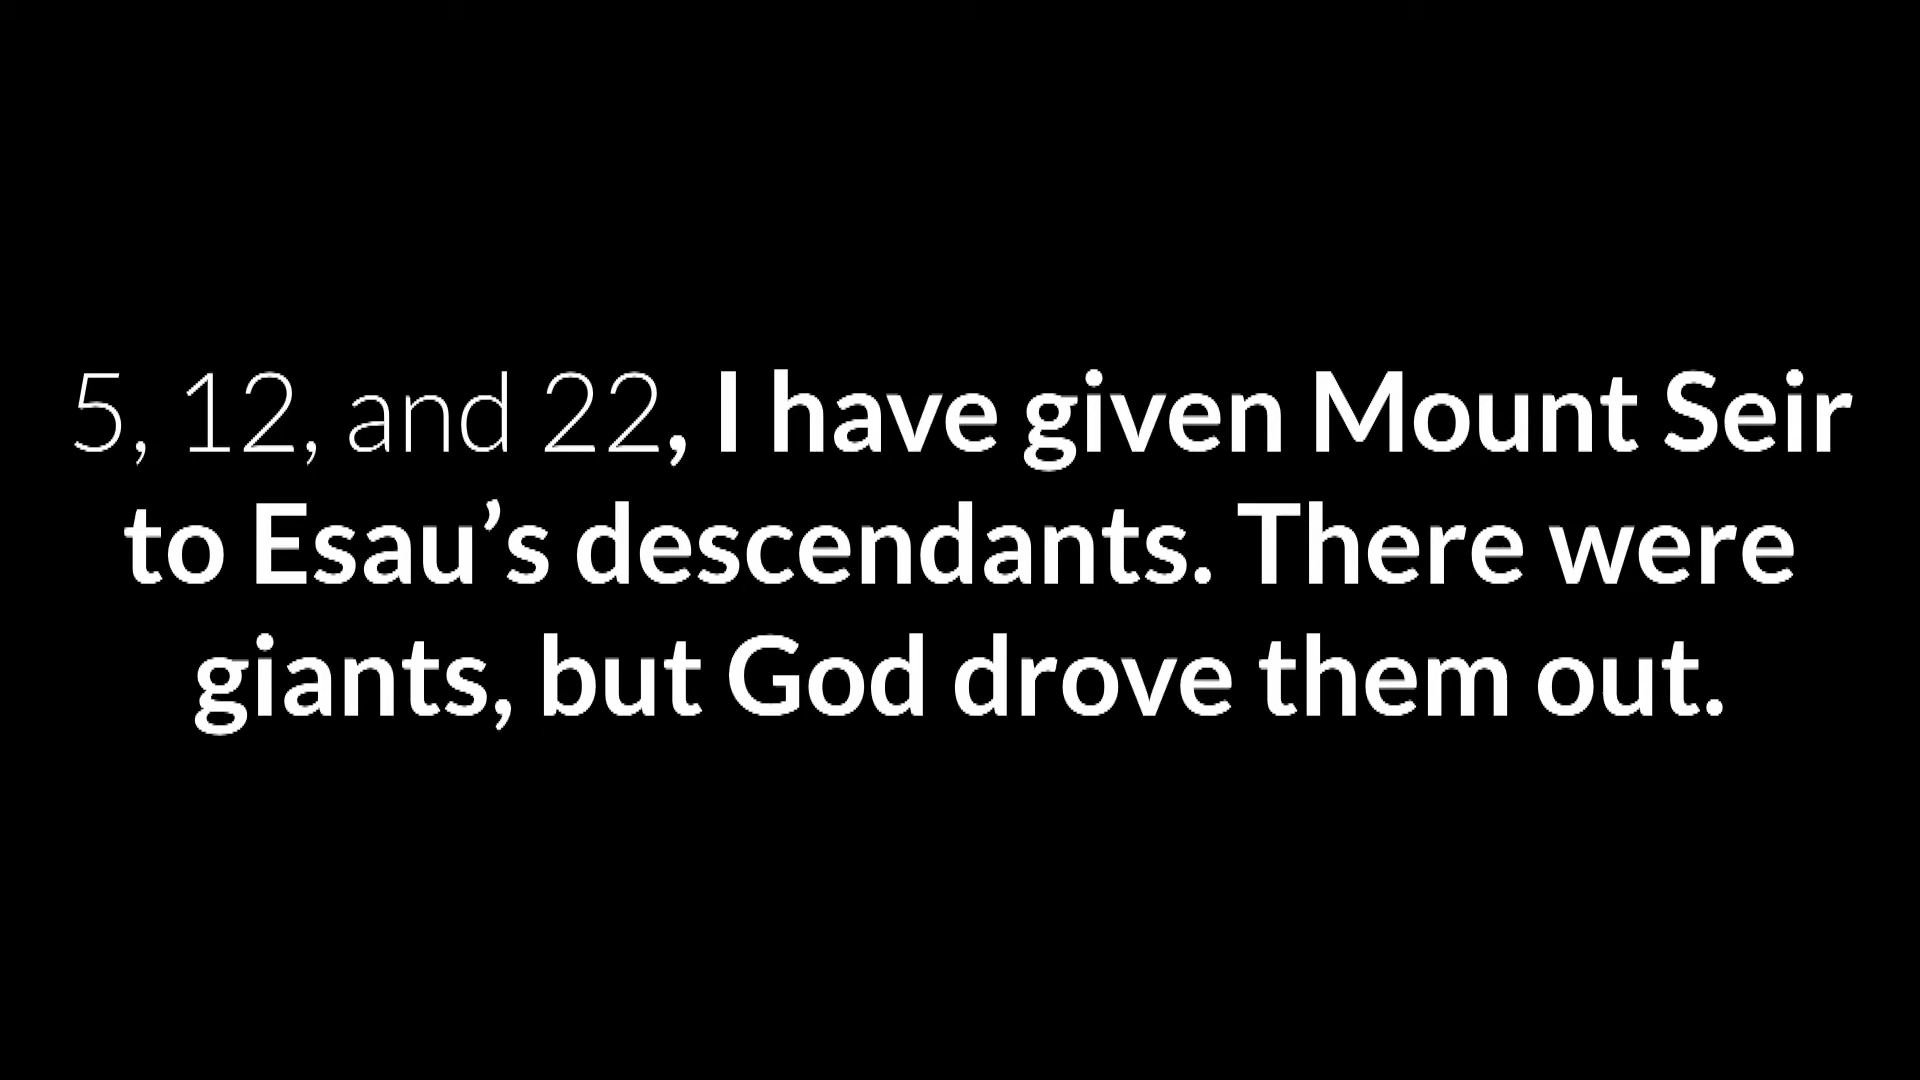 5, 12, and 22, I have given Mount Seir
to Esau’s descendants. There were
giants, but God drove them out.